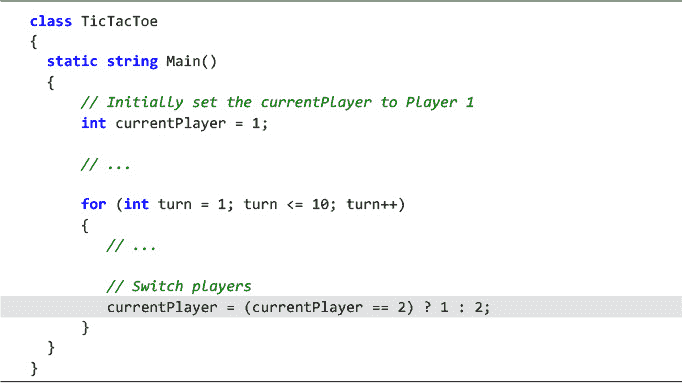 class TicTacToe
{
static string Main()
{
// Initially set the currentPlayer to Player 1
int currentPlayer = 1;
// ...
for (int turn = 1; turn <= 10; turn++)
{
// ...
// Switch players
currentPlayer = (currentPlayer == 2) ? 1 : 2;
}
}
}